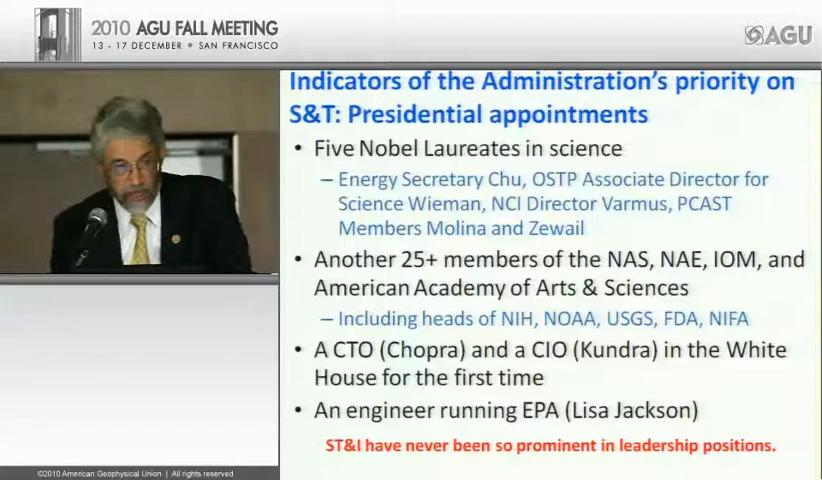 2010 AGU FALL MEETING
13 - 17 DECEMBER • SAN FRANCISCO
AGU
Indicators of the Administration's priority on
S&T: Presidential appointments
• Five Nobel Laureates in science
– Energy Secretary Chu, OSTP Associate Director for
Science Wieman, NCI Director Varmus, PCAST
Members Molina and Zewail
• Another 25+ members of the NAS, NAE, IOM, and
American Academy of Arts & Sciences
– Including heads of NIH, NOAA, USGS, FDA, NIFA
• A CTO (Chopra) and a CIO (Kundra) in the White
House for the first time
• An engineer running EPA (Lisa Jackson)
ST&I have never been so prominent in leadership positions.
©2010 American Geophysical Union | All rights reserved